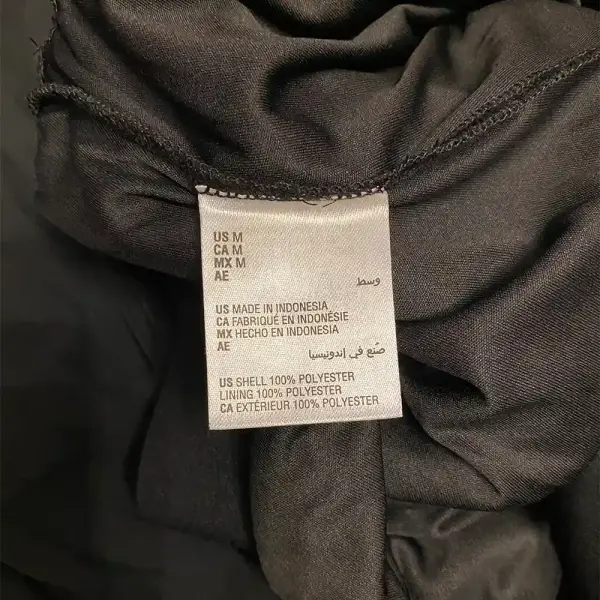 US M
CA M
MX M
AE
وسط
US MADE IN INDONESIA
CA FABRIQUÉ EN INDONÉSIE
MX HECHO EN INDONESIA
AE
صُنع في إندونيسيا
US SHELL 100% POLYESTER
LINING 100% POLYESTER
CA EXTÉRIEUR 100% POLYESTER